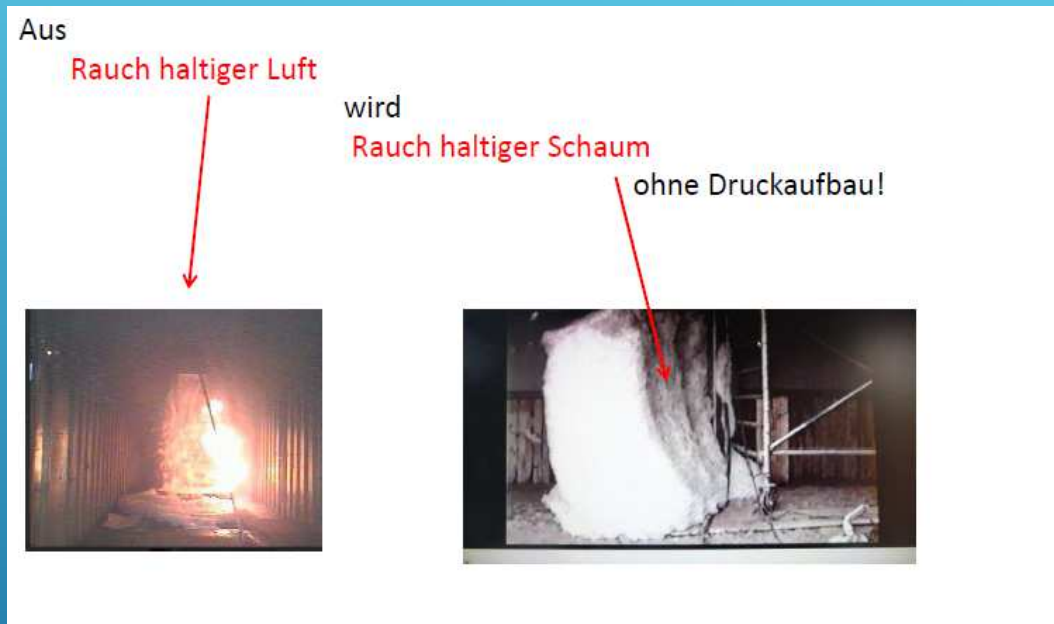 Aus
Rauch haltiger Luft
wird
Rauch haltiger Schaum
ohne Druckaufbau!